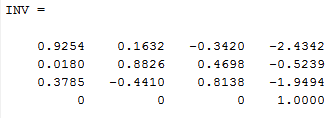 INV =
0.9254 0.1632 -0.3420 -2.4342
0.0180 0.8826 0.4698 -0.5239
0.3785 -0.4410 0.8138 -1.9494
0 0 0 1.0000